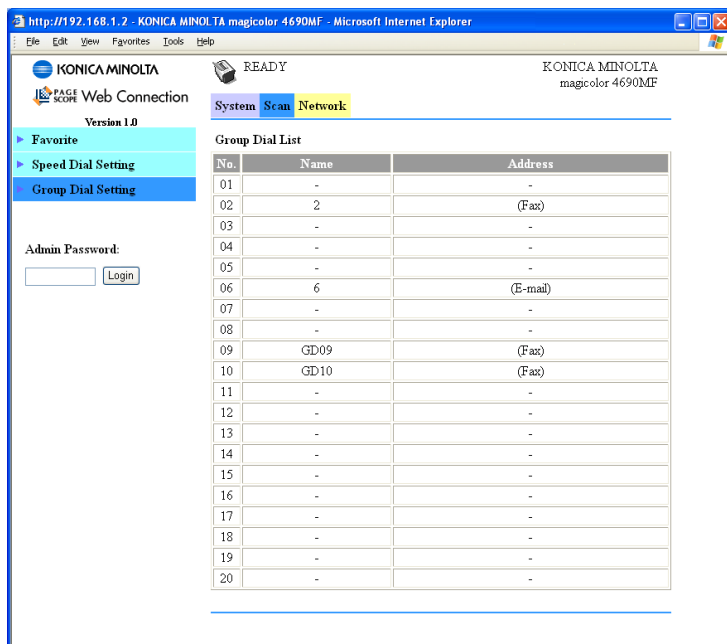 http://192.168.1.2 - KONICA MINOLTA magicolor 4690MF - Microsoft Internet Explorer
File Edit View Favorites Tools Help
KONICA MINOLTA
PAGE SCOPE Web Connection
Version 1.0
READY
KONICA MINOLTA
magicolor 4690MF
System Scan Network
Favorite
Speed Dial Setting
Group Dial Setting
Admin Password:
Login
Group Dial List
No. Name Address
01 - -
02 2 (Fax)
03 - -
04 - -
05 - -
06 6 (E-mail)
07 - -
08 - -
09 GD09 (Fax)
10 GD10 (Fax)
11 - -
12 - -
13 - -
14 - -
15 - -
16 - -
17 - -
18 - -
19 - -
20 - -